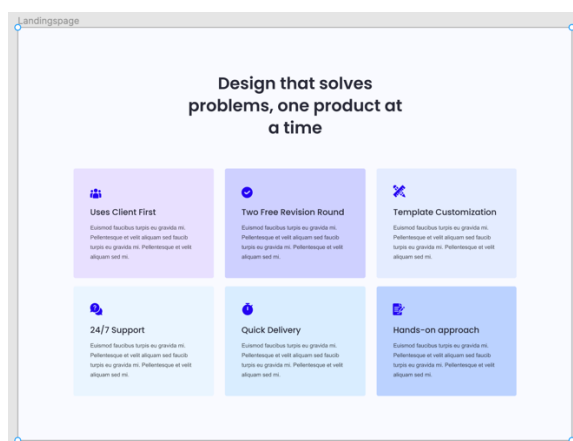 Landingspage
Design that solves
problems, one product at
a time
Uses Client First
Euismod faucibus turpis eu gravida mi.
Pellentesque et velit aliquam sed faucib
turpis eu gravida mi. Pellentesque et velit
aliquam sed mi.
Two Free Revision Round
Euismod faucibus turpis eu gravida mi.
Pellentesque et velit aliquam sed faucib
turpis eu gravida mi. Pellentesque et velit
aliquam sed mi.
Template Customization
Euismod faucibus turpis eu gravida mi.
Pellentesque et velit aliquam sed faucib
turpis eu gravida mi. Pellentesque et velit
aliquam sed mi.
24/7 Support
Euismod faucibus turpis eu gravida mi.
Pellentesque et velit aliquam sed faucib
turpis eu gravida mi. Pellentesque et velit
aliquam sed mi.
Quick Delivery
Euismod faucibus turpis eu gravida mi.
Pellentesque et velit aliquam sed faucib
turpis eu gravida mi. Pellentesque et velit
aliquam sed mi.
Hands-on approach
Euismod faucibus turpis eu gravida mi.
Pellentesque et velit aliquam sed faucib
turpis eu gravida mi. Pellentesque et velit
aliquam sed mi.